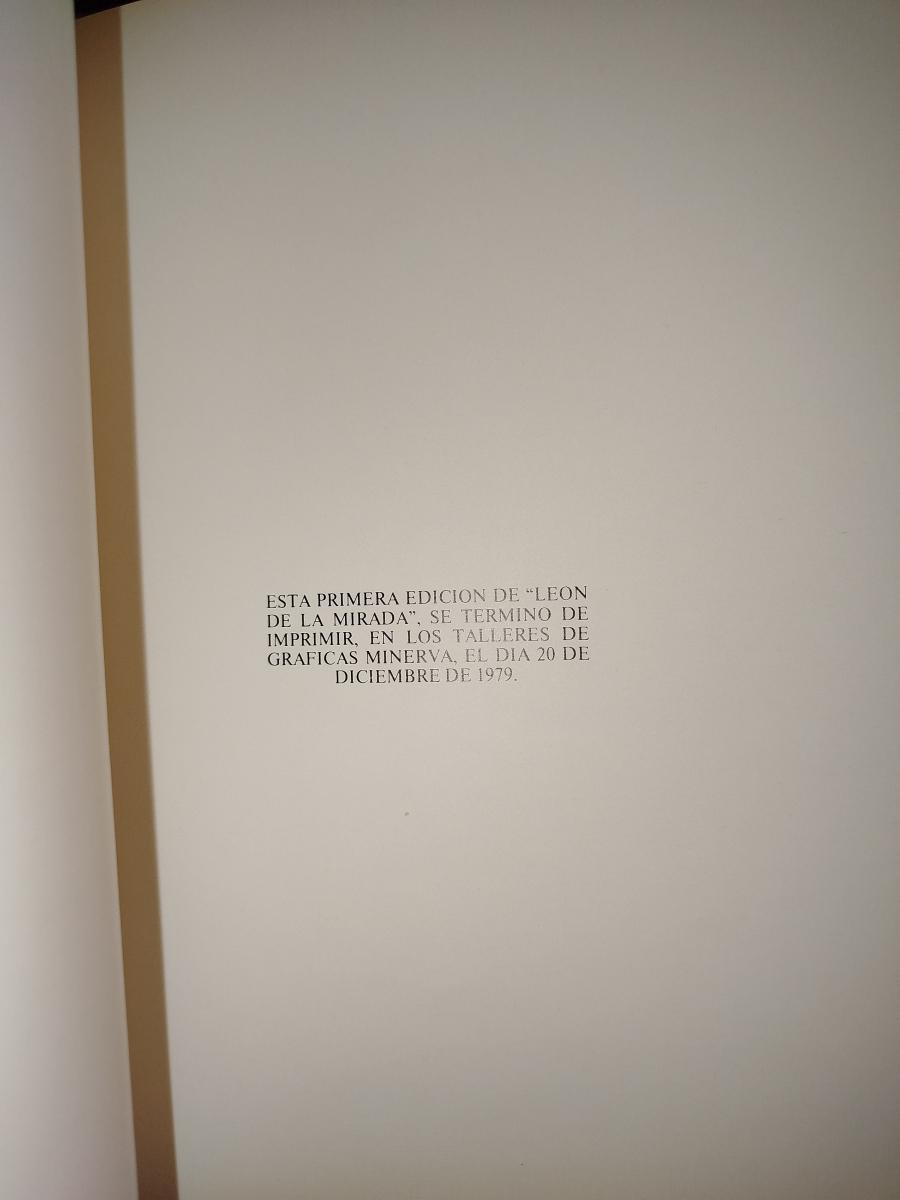 ESTA PRIMERA EDICION DE “LEON
DE LA MIRADA”, SE TERMINO DE
IMPRIMIR, EN LOS TALLERES DE
GRAFICAS MINERVA, EL DIA 20 DE
DICIEMBRE DE 1979.